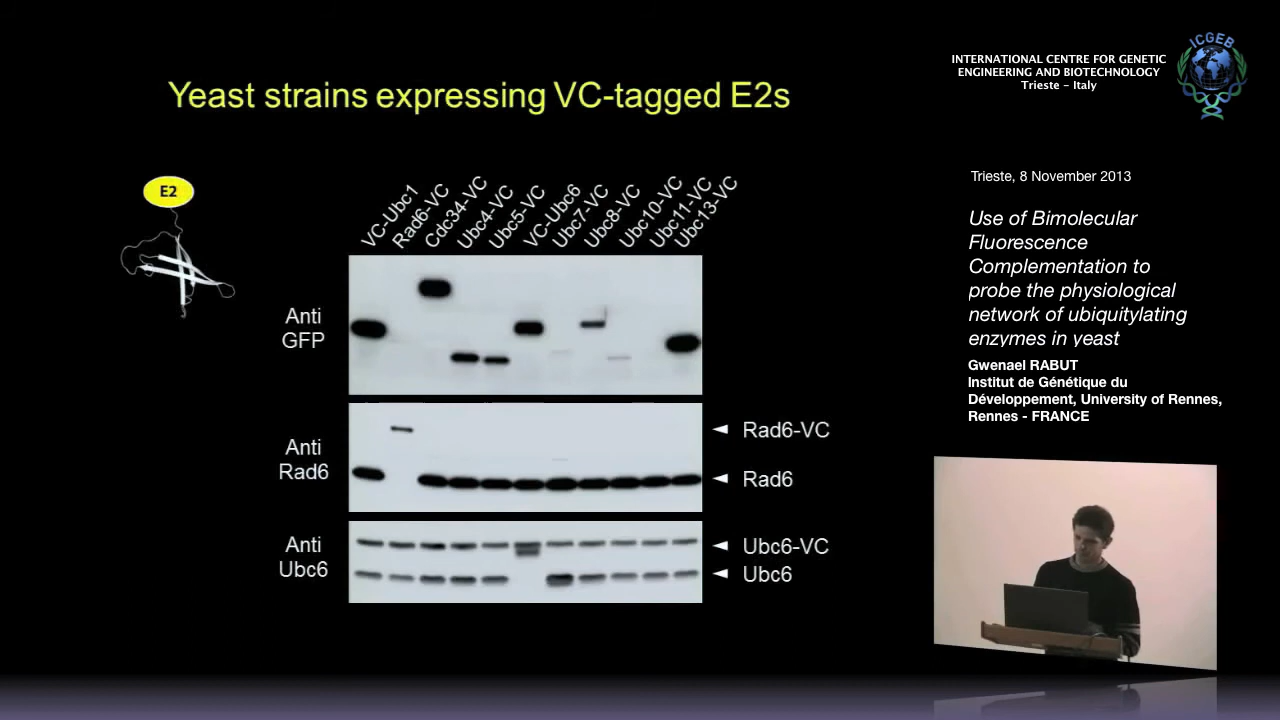 Yeast strains expressing VC-tagged E2s
E2
VC-Ubc1
Rad6-VC
Cdc34-VC
Ubc4-VC
Ubc5-VC
VC-Ubc6
Ubc7-VC
Ubc8-VC
Ubc10-VC
Ubc11-VC
Ubc13-VC
Anti
GFP
Anti
Rad6
Rad6-VC
Rad6
Anti
Ubc6
Ubc6-VC
Ubc6
INTERNATIONAL CENTRE FOR GENETIC
ENGINEERING AND BIOTECHNOLOGY
Trieste - Italy
ICGEB
Trieste, 8 November 2013
Use of Bimolecular
Fluorescence
Complementation to
probe the physiological
network of ubiquitylating
enzymes in yeast
Gwenael RABUT
Institut de Génétique du
Développement, University of Rennes,
Rennes - FRANCE